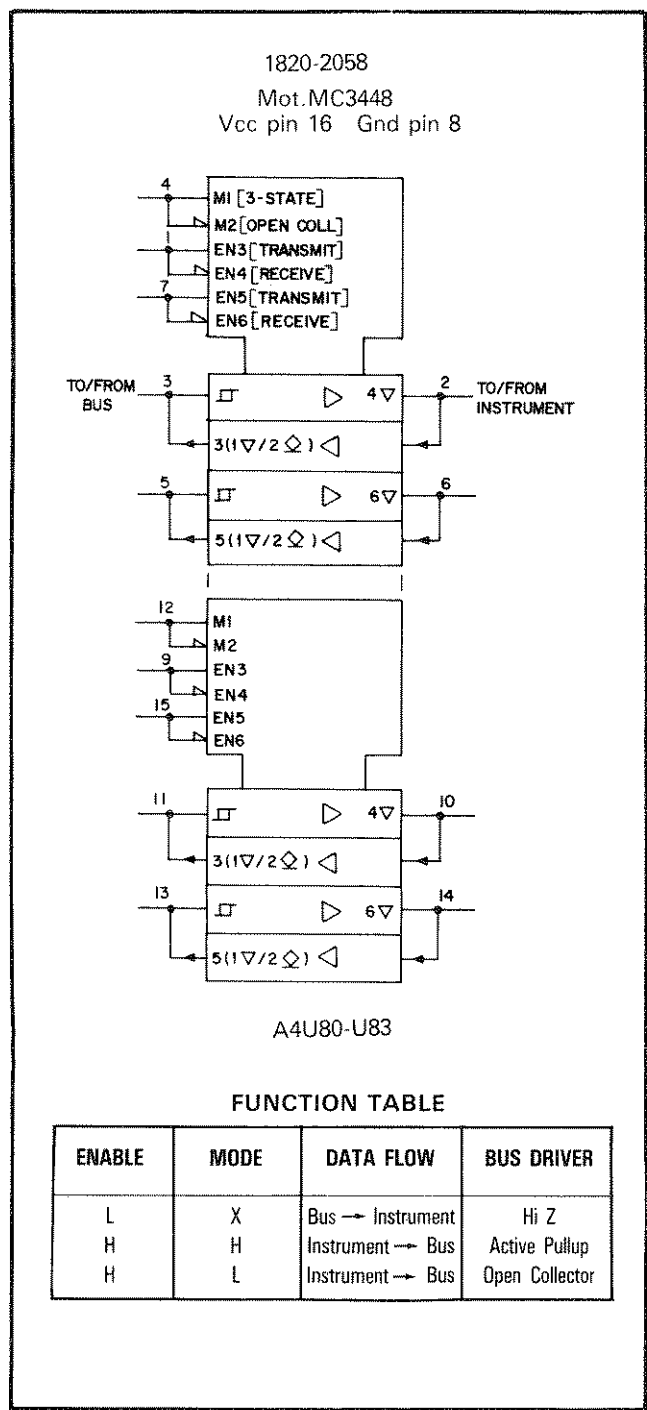 1820-2058
Mot.MC3448
Vcc pin 16 Gnd pin 8
4
M1 [3-STATE]
M2 [OPEN COLL]
1
EN3 [TRANSMIT]
EN4 [RECEIVE]
7
EN5 [TRANSMIT]
EN6 [RECEIVE]
TO/FROM
BUS
3
4▽
2
TO/FROM
INSTRUMENT
3(1▽/2◇)
5
6▽
6
5(1▽/2◇)
12
M1
M2
9
EN3
EN4
15
EN5
EN6
11
4▽
10
3(1▽/2◇)
13
6▽
14
5(1▽/2◇)
A4U80-U83
FUNCTION TABLE
ENABLE MODE DATA FLOW BUS DRIVER
L X Bus → Instrument Hi Z
H H Instrument → Bus Active Pullup
H L Instrument → Bus Open Collector